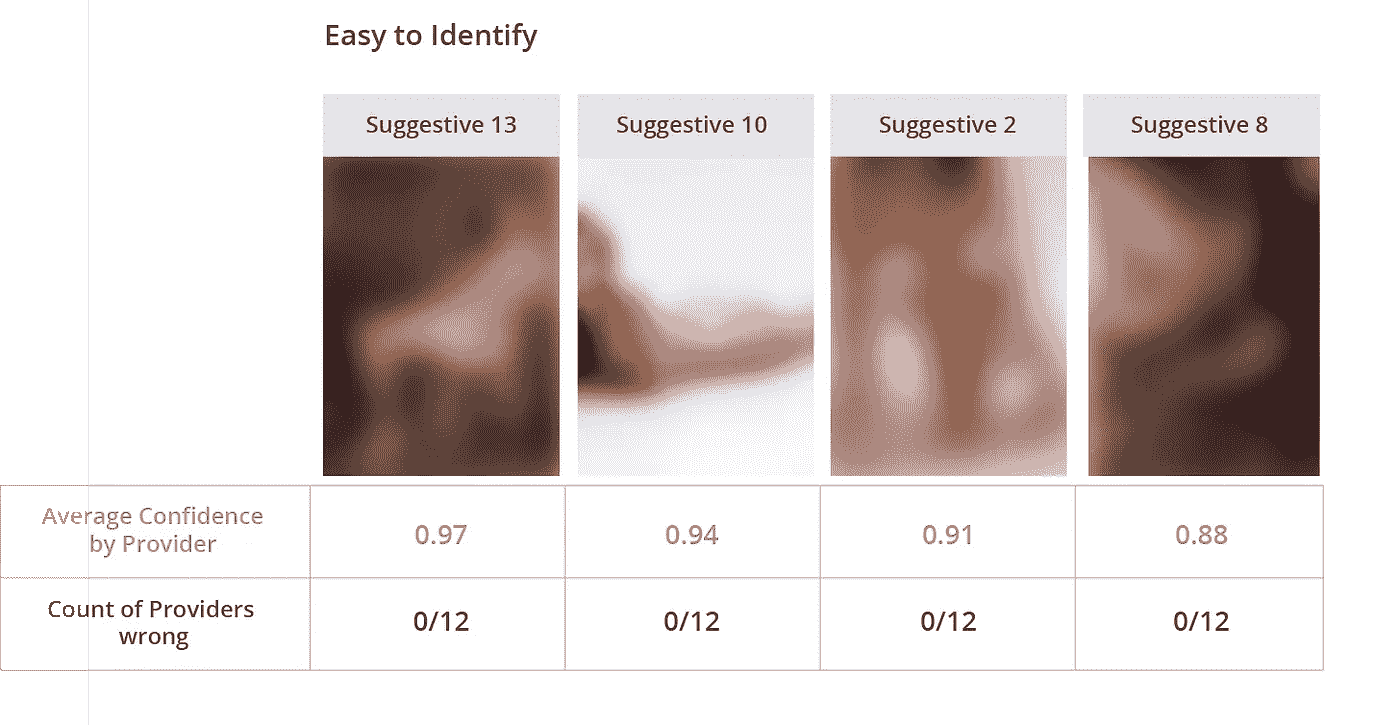 Easy to Identify
Suggestive 13 Suggestive 10 Suggestive 2 Suggestive 8
Average Confidence
by Provider
0.97 0.94 0.91 0.88
Count of Providers
wrong
0/12 0/12 0/12 0/12